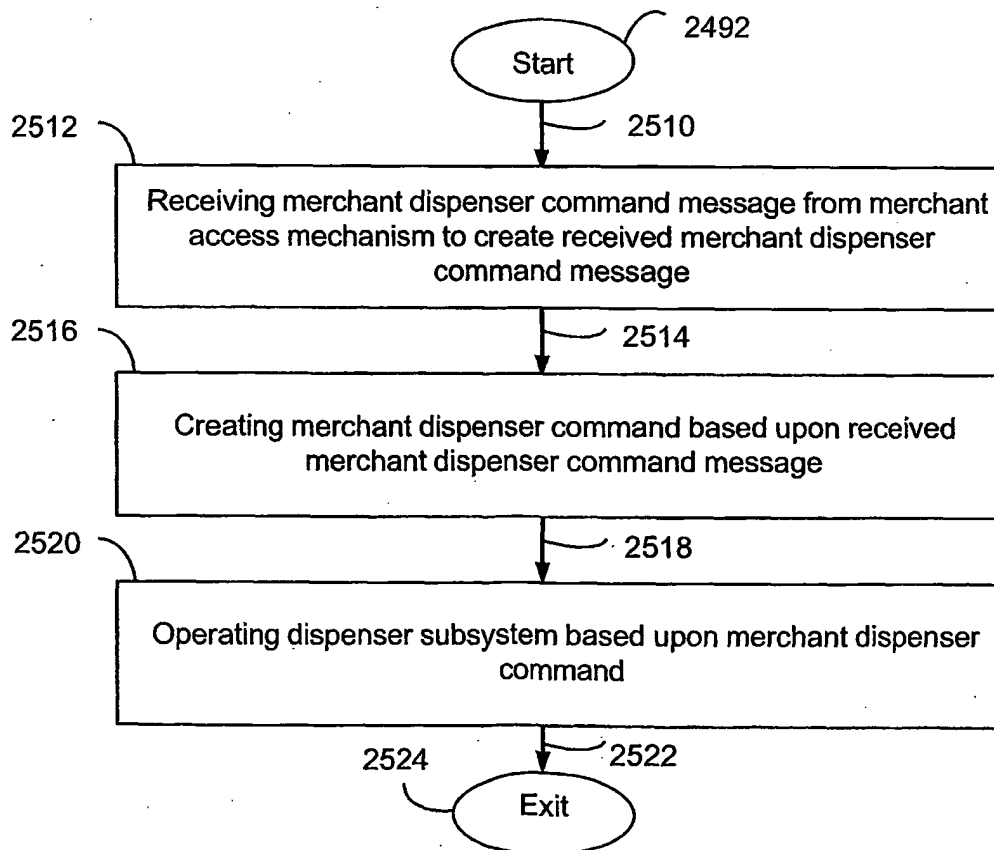 2492
Start
2510
2512
Receiving merchant dispenser command message from merchant
access mechanism to create received merchant dispenser
command message
2514
2516
Creating merchant dispenser command based upon received
merchant dispenser command message
2518
2520
Operating dispenser subsystem based upon merchant dispenser
command
2522
2524
Exit